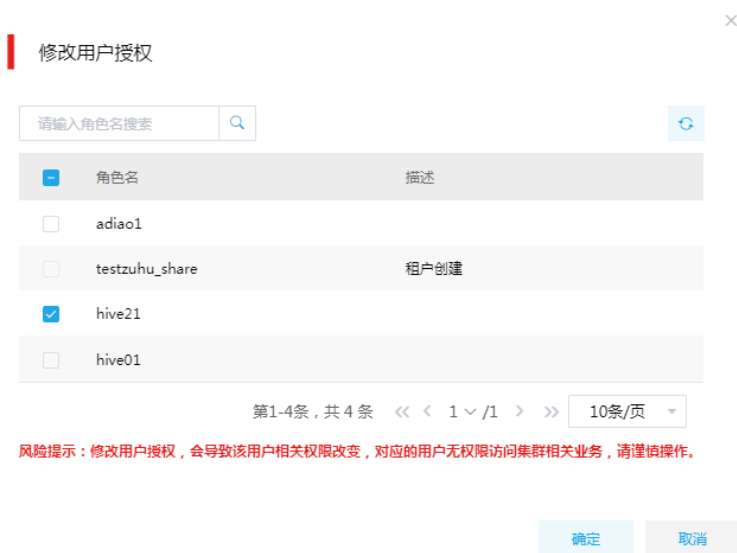 修改用户授权
请输入角色名搜索
角色名 描述
adiao1
testzuhu_share 租户创建
hive21
hive01
第1-4条，共 4 条 1 /1 10条/页
风险提示：修改用户授权，会导致该用户相关权限改变，对应的用户无权限访问集群相关业务，请谨慎操作。
确定 取消